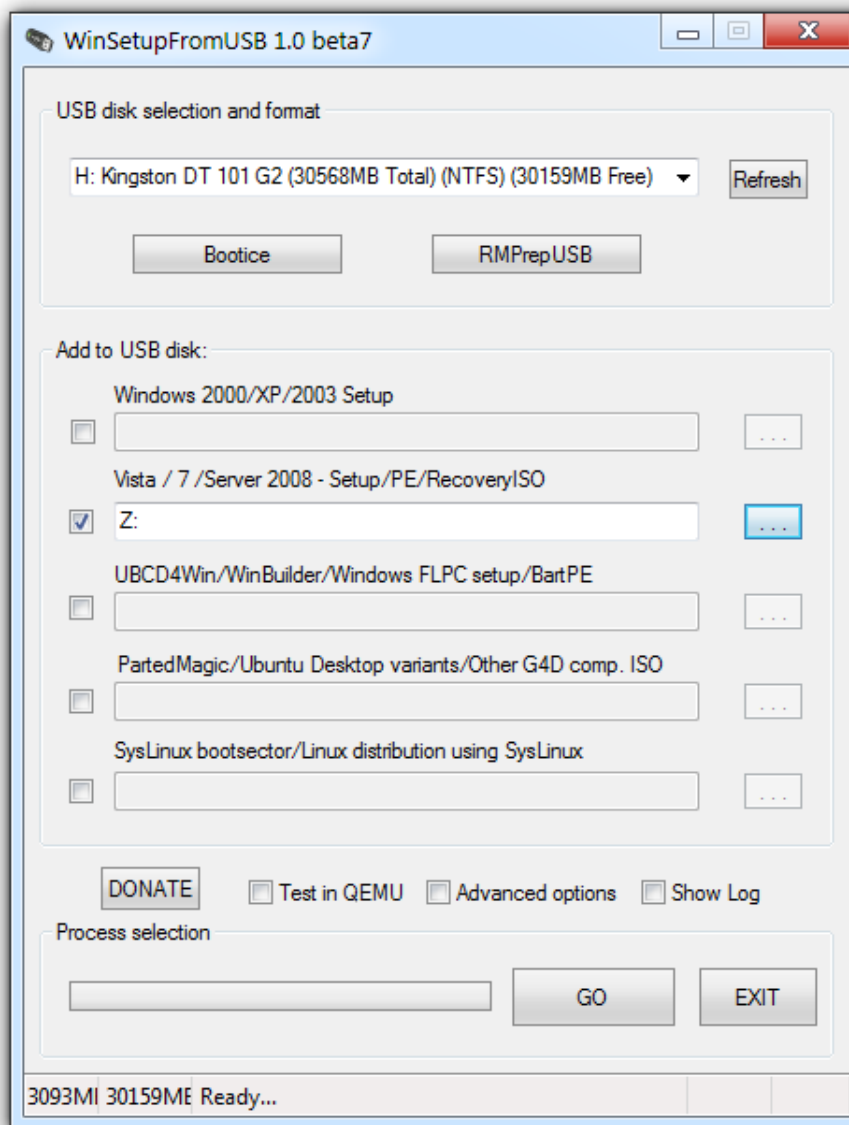 WinSetupFromUSB 1.0 beta7
USB disk selection and format
H: Kingston DT 101 G2 (30568MB Total) (NTFS) (30159MB Free)
Refresh
Bootice
RMPrepUSB
Add to USB disk:
Windows 2000/XP/2003 Setup
...
Vista / 7 /Server 2008 - Setup/PE/RecoveryISO
Z:
...
UBCD4Win/WinBuilder/Windows FLPC setup/BartPE
...
PartedMagic/Ubuntu Desktop variants/Other G4D comp. ISO
...
SysLinux bootsector/Linux distribution using SysLinux
...
DONATE
Test in QEMU
Advanced options
Show Log
Process selection
GO
EXIT
3093MI 30159ME Ready...